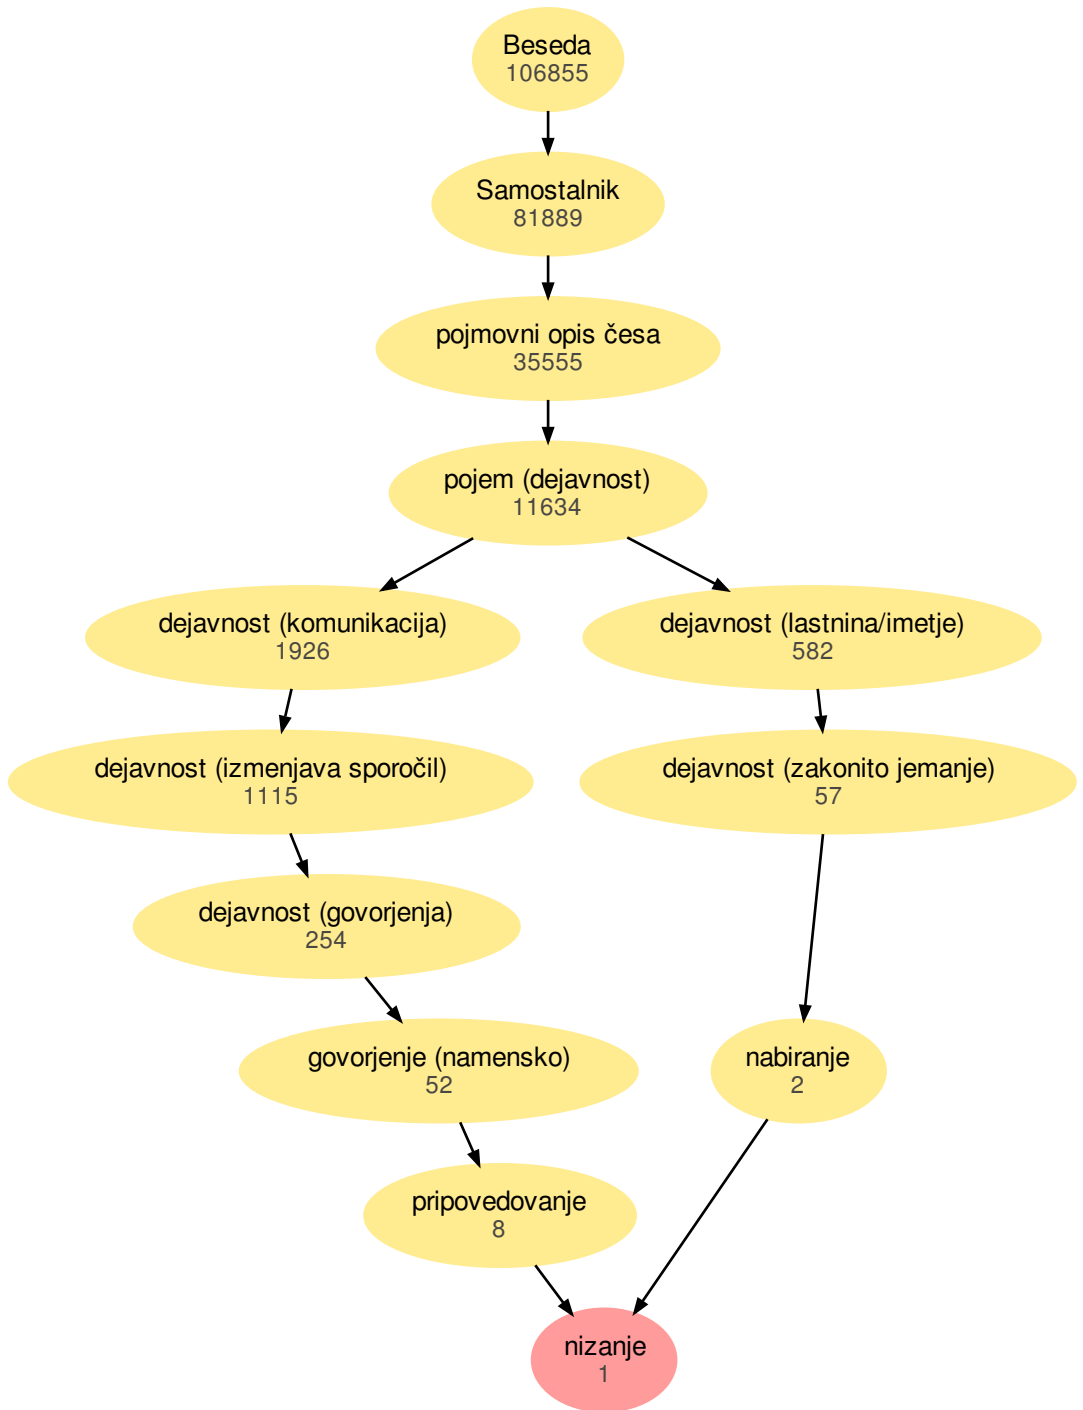 Beseda
106855
Samostalnik
81889
pojmovni opis česa
35555
pojem (dejavnost)
11634
dejavnost (komunikacija)
1926
dejavnost (lastnina/imetje)
582
dejavnost (izmenjava sporočil)
1115
dejavnost (zakonito jemanje)
57
dejavnost (govorjenja)
254
govorjenje (namensko)
52
nabiranje
2
pripovedovanje
8
nizanje
1